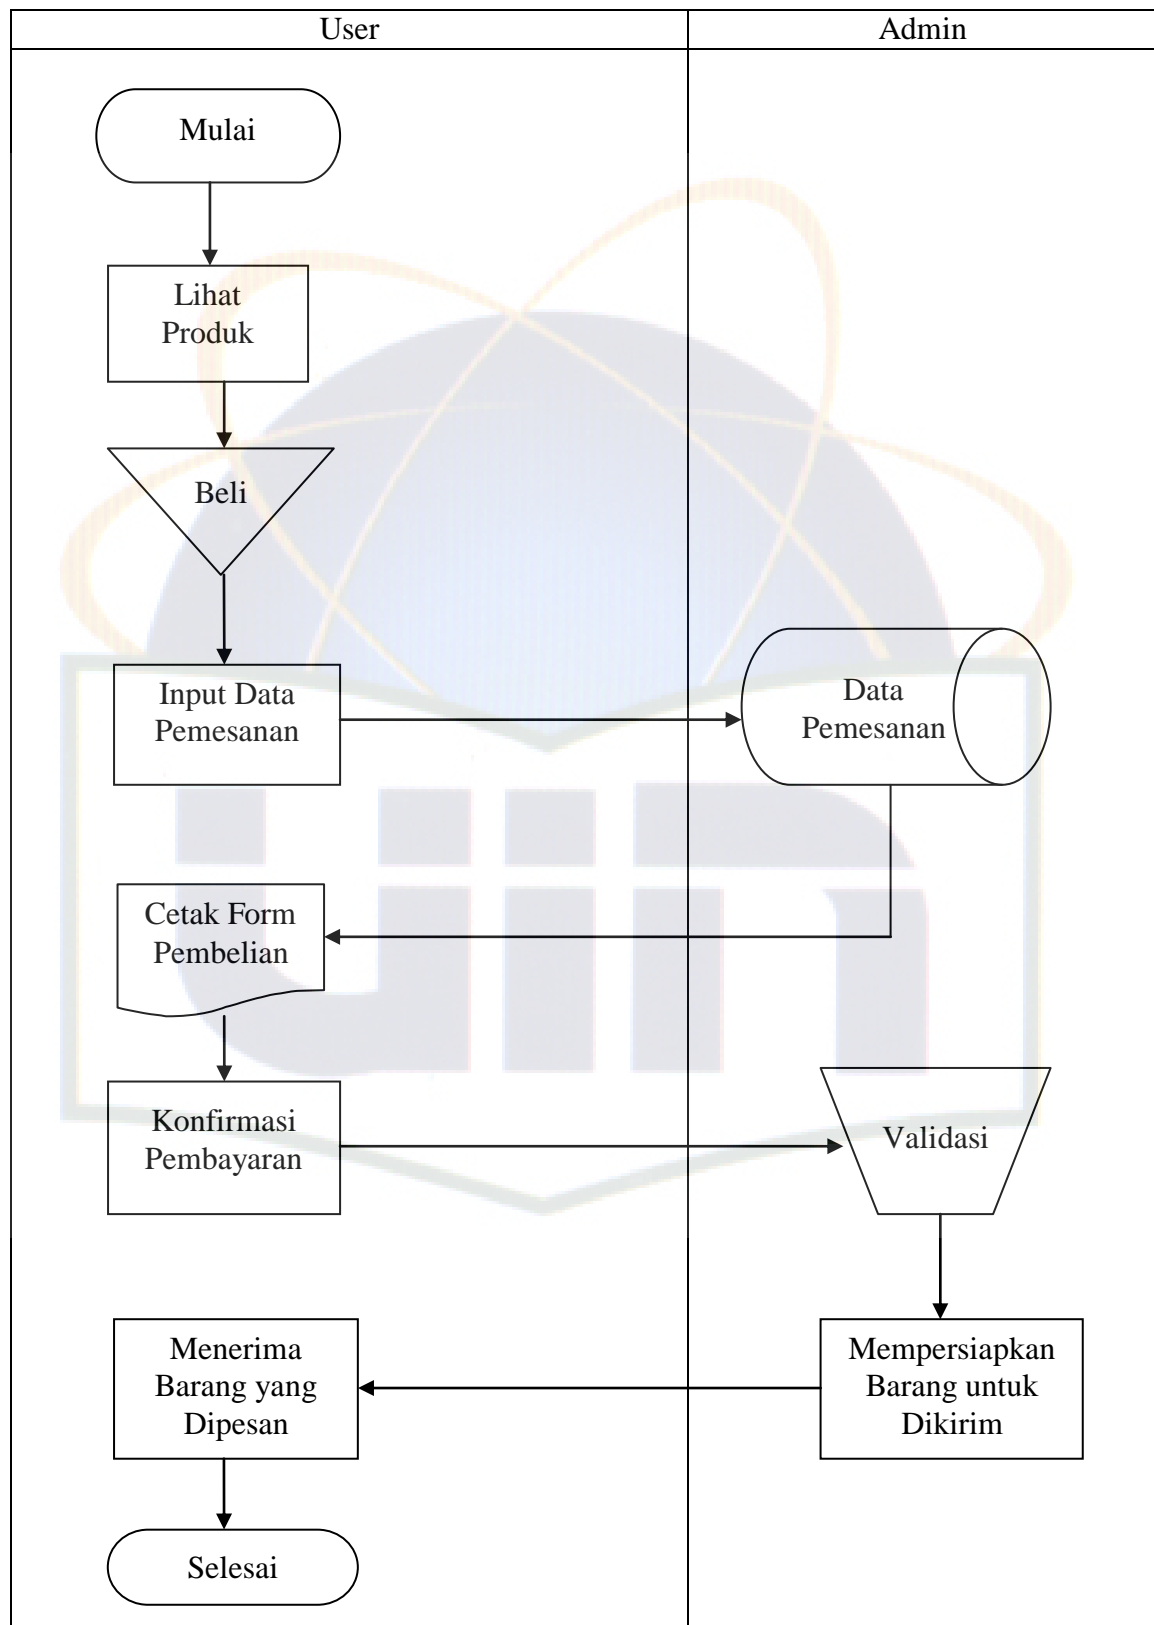 User
Admin
Mulai
Lihat
Produk
Beli
Input Data
Pemesanan
Data
Pemesanan
Cetak Form
Pembelian
Konfirmasi
Pembayaran
Validasi
Mempersiapkan
Barang untuk
Dikirim
Menerima
Barang yang
Dipesan
Selesai
uin